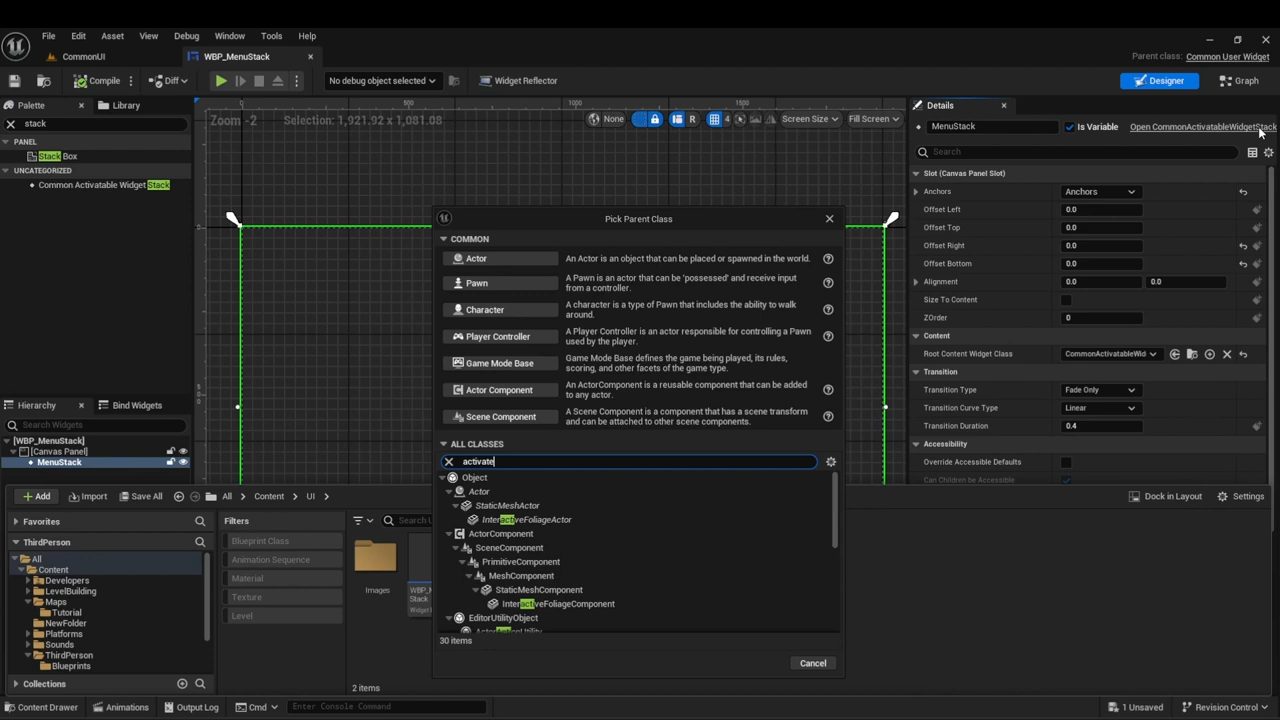 File Edit Asset View Debug Window Tools Help
CommonUI
WBP_MenuStack
Parent class: Common User Widget
Compile
Diff
No debug object selected
Widget Reflector
Designer
Graph
Palette
Library
stack
PANEL
Stack Box
UNCATEGORIZED
Common Activatable Widget Stack
500
1000
1500
Zoom -2
Selection: 1,921.92 x 1,081.08
None
R
4
Screen Size
Fill Screen
Details
MenuStack
Is Variable
Open CommonActivatableWidgetStack
Search
Slot (Canvas Panel Slot)
Anchors
Anchors
Offset Left
0.0
Offset Top
0.0
Offset Right
0.0
Offset Bottom
0.0
Alignment
0.0
0.0
Size To Content
ZOrder
0
Content
Root Content Widget Class
CommonActivatableWid
Transition
Transition Type
Fade Only
Transition Curve Type
Linear
Transition Duration
0.4
Accessibility
Override Accessible Defaults
Can Children be Accessible
Pick Parent Class
COMMON
Actor
An Actor is an object that can be placed or spawned in the world.
Pawn
A Pawn is an actor that can be 'possessed' and receive input
from a controller.
Character
A character is a type of Pawn that includes the ability to walk
around.
Player Controller
A Player Controller is an actor responsible for controlling a Pawn
used by the player.
Game Mode Base
Game Mode Base defines the game being played, its rules,
scoring, and other facets of the game type.
Actor Component
An ActorComponent is a reusable component that can be added
to any actor.
Scene Component
A Scene Component is a component that has a scene transform
and can be attached to other scene components.
ALL CLASSES
activate
Object
Actor
StaticMeshActor
InteractiveFoliageActor
ActorComponent
SceneComponent
PrimitiveComponent
MeshComponent
StaticMeshComponent
InteractiveFoliageComponent
EditorUtilityObject
ActorActionUtility
30 items
Cancel
Hierarchy
Bind Widgets
Search Widgets
[WBP_MenuStack]
[Canvas Panel]
MenuStack
Add
Import
Save All
All
Content
UI
Dock in Layout
Settings
Favorites
ThirdPerson
All
Content
Developers
LevelBuilding
Maps
Tutorial
NewFolder
Platforms
Sounds
ThirdPerson
Blueprints
Collections
Filters
Blueprint Class
Animation Sequence
Material
Texture
Level
Search U
Images
WBP_M
Stack
Widget B
2 items
Content Drawer
Animations
Output Log
Cmd
Enter Console Command
1 Unsaved
Revision Control